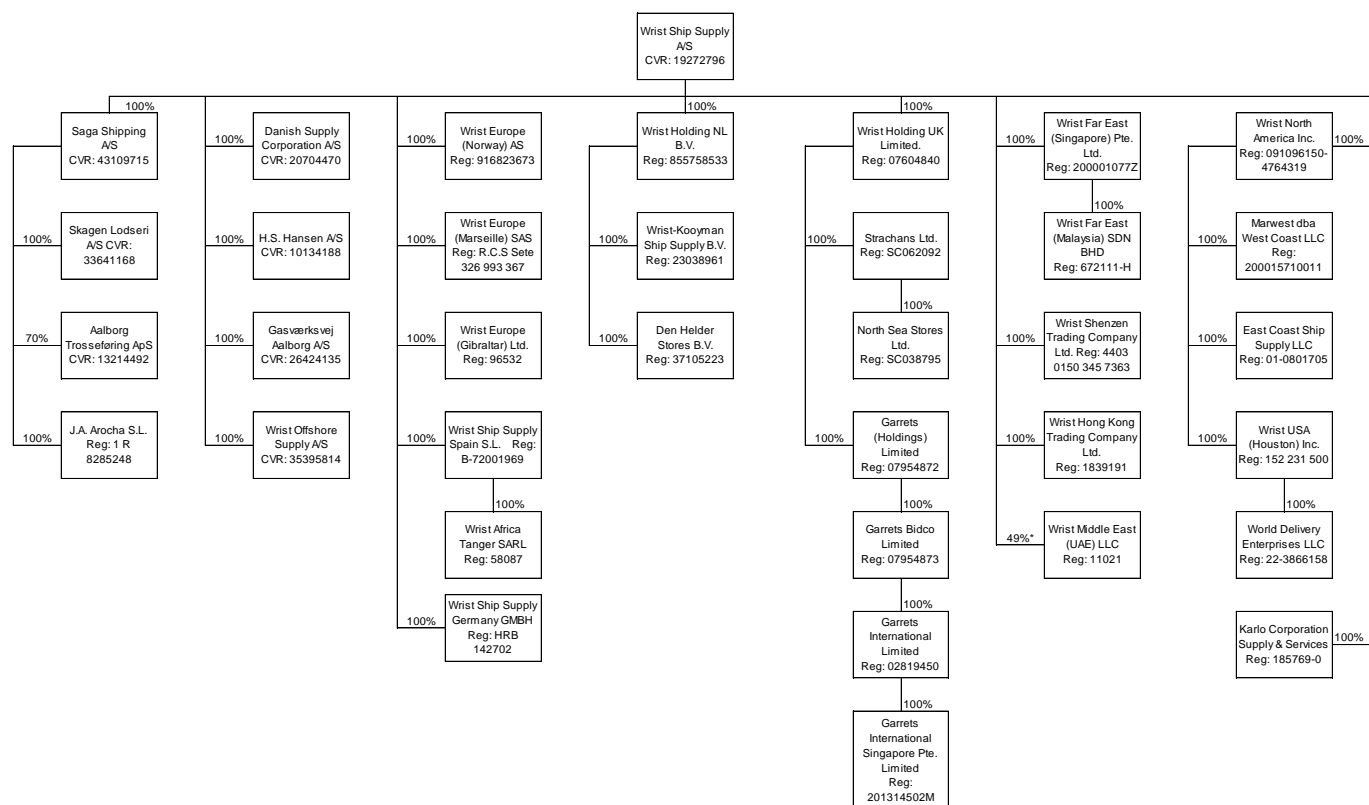 Wrist Ship Supply
A/S
CVR: 19272796
100%
100%
100%
Saga Shipping
A/S
CVR: 43109715
100%
Danish Supply
Corporation A/S
CVR: 20704470
100%
Wrist Europe
(Norway) AS
Reg: 916823673
Wrist Holding NL
B.V.
Reg: 855758533
Wrist Holding UK
Limited.
Reg: 07604840
100%
Wrist Far East
(Singapore) Pte.
Ltd.
Reg: 200001077Z
Wrist North
America Inc.
Reg: 091096150-
4764319
100%
100%
100%
Skagen Lodseri
A/S CVR:
33641168
100%
H.S. Hansen A/S
CVR: 10134188
100%
Wrist Europe
(Marseille) SAS
Reg: R.C.S Sete
326 993 367
100%
Wrist-Kooyman
Ship Supply B.V.
Reg: 23038961
100%
Strachans Ltd.
Reg: SC062092
Wrist Far East
(Malaysia) SDN
BHD
Reg: 672111-H
100%
Marwest dba
West Coast LLC
Reg:
200015710011
100%
70%
Aalborg
Trosseføring ApS
CVR: 13214492
100%
Gasværksvej
Aalborg A/S
CVR: 26424135
100%
Wrist Europe
(Gibraltar) Ltd.
Reg: 96532
100%
Den Helder
Stores B.V.
Reg: 37105223
North Sea Stores
Ltd.
Reg: SC038795
100%
Wrist Shenzen
Trading Company
Ltd. Reg: 4403
0150 345 7363
100%
East Coast Ship
Supply LLC
Reg: 01-0801705
100%
J.A. Arocha S.L.
Reg: 1 R
8285248
100%
Wrist Offshore
Supply A/S
CVR: 35395814
100%
Wrist Ship Supply
Spain S.L. Reg:
B-72001969
100%
Garrets
(Holdings)
Limited
Reg: 07954872
100%
Wrist Hong Kong
Trading Company
Ltd.
Reg: 1839191
100%
Wrist USA
(Houston) Inc.
Reg: 152 231 500
100%
100%
100%
Wrist Africa
Tanger SARL
Reg: 58087
Garrets Bidco
Limited
Reg: 07954873
49%*
Wrist Middle East
(UAE) LLC
Reg: 11021
World Delivery
Enterprises LLC
Reg: 22-3866158
100%
100%
Wrist Ship Supply
Germany GMBH
Reg: HRB
142702
Garrets
International
Limited
Reg: 02819450
Karlo Corporation
Supply & Services
Reg: 185769-0
100%
100%
Garrets
International
Singapore Pte.
Limited
Reg:
201314502M